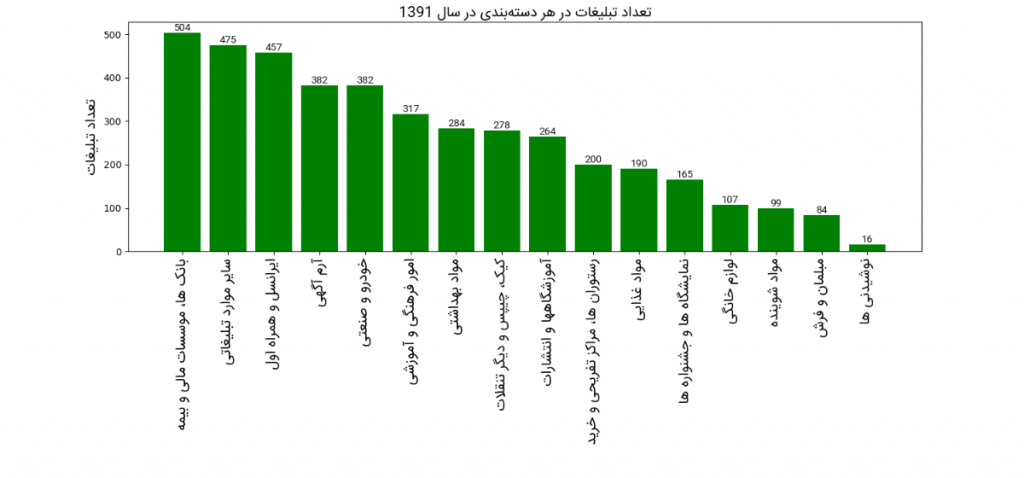 تعداد تبلیغات در هر دسته‌بندی در سال 1391
تعداد تبلیغات
500
400
300
200
100
0
504
475
457
382
382
317
284
278
264
200
190
165
107
99
84
16
بانک ها، موسسات مالی و بیمه
سایر موارد تبلیغاتی
ایرانسل و همراه اول
آرم آگهی
خودرو و صنعتی
امور فرهنگی و آموزشی
مواد بهداشتی
کیک، چیپس و دیگر تنقلات
آموزشگاهها و انتشارات
رستوران ها، مراکز تفریحی و خرید
مواد غذایی
نمایشگاه ها و جشنواره ها
لوازم خانگی
مواد شوینده
مبلمان و فرش
نوشیدنی ها